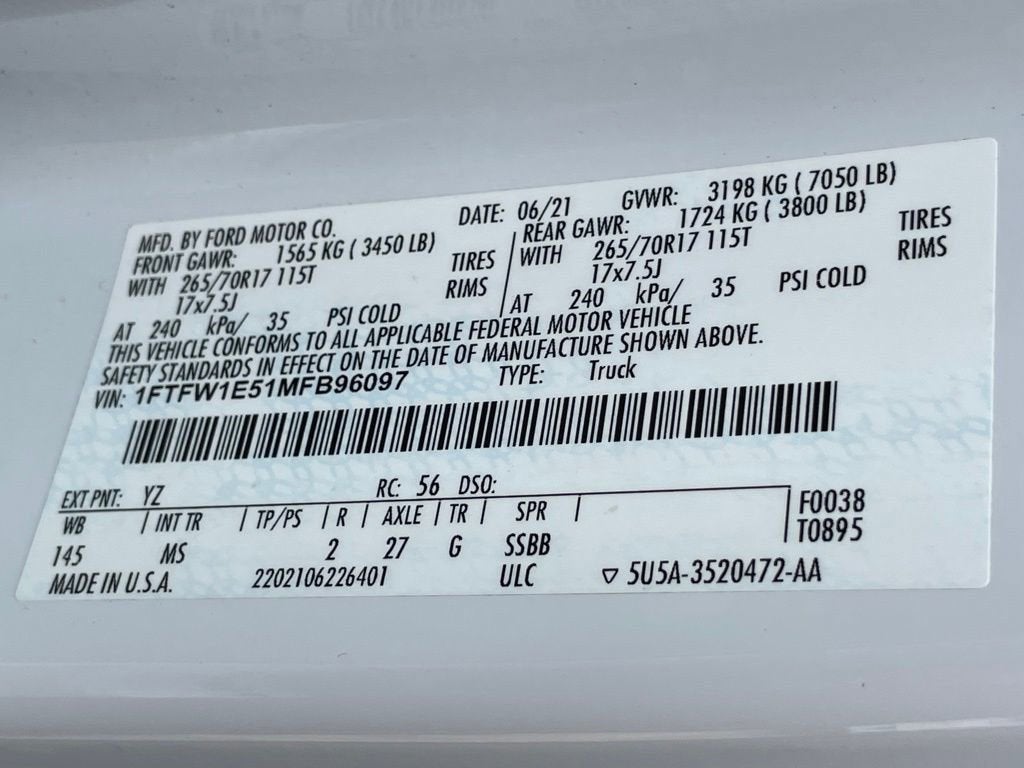 MFD. BY FORD MOTOR CO. DATE: 06/21 GVWR: 3198 KG ( 7050 LB)
FRONT GAWR: 1565 KG ( 3450 LB) REAR GAWR: 1724 KG ( 3800 LB)
WITH 265/70R17 115T TIRES WITH 265/70R17 115T TIRES
17x7.5J RIMS 17x7.5J RIMS
AT 240 kPa/ 35 PSI COLD AT 240 kPa/ 35 PSI COLD
THIS VEHICLE CONFORMS TO ALL APPLICABLE FEDERAL MOTOR VEHICLE
SAFETY STANDARDS IN EFFECT ON THE DATE OF MANUFACTURE SHOWN ABOVE.
VIN: 1FTFW1E51MFB96097 TYPE: Truck
EXT PNT: YZ RC: 56 DSO:
WB | INT TR | TP/PS | R | AXLE | TR | SPR | F0038
145 MS 2 27 G SSBB T0895
MADE IN U.S.A. 2202106226401 ULC ▽ 5U5A-3520472-AA